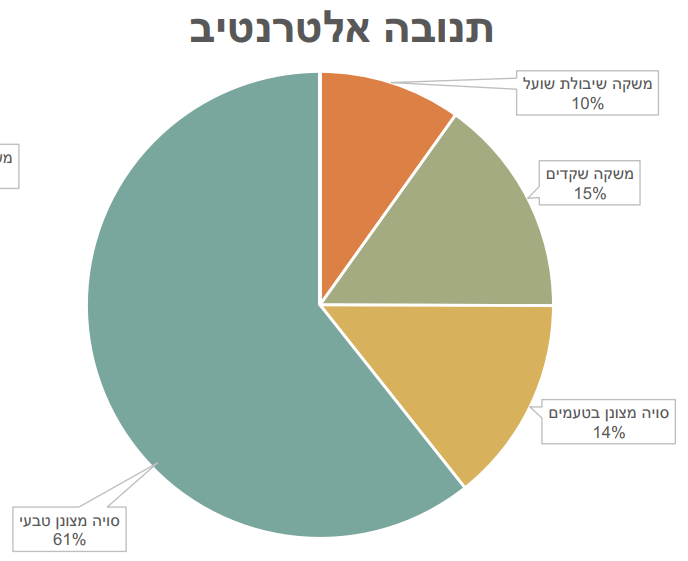 תנובה אלטרנטיב
משקה שיבולת שועל
10%
משקה שקדים
15%
סויה מצונן בטעמים
14%
סויה מצונן טבעי
61%